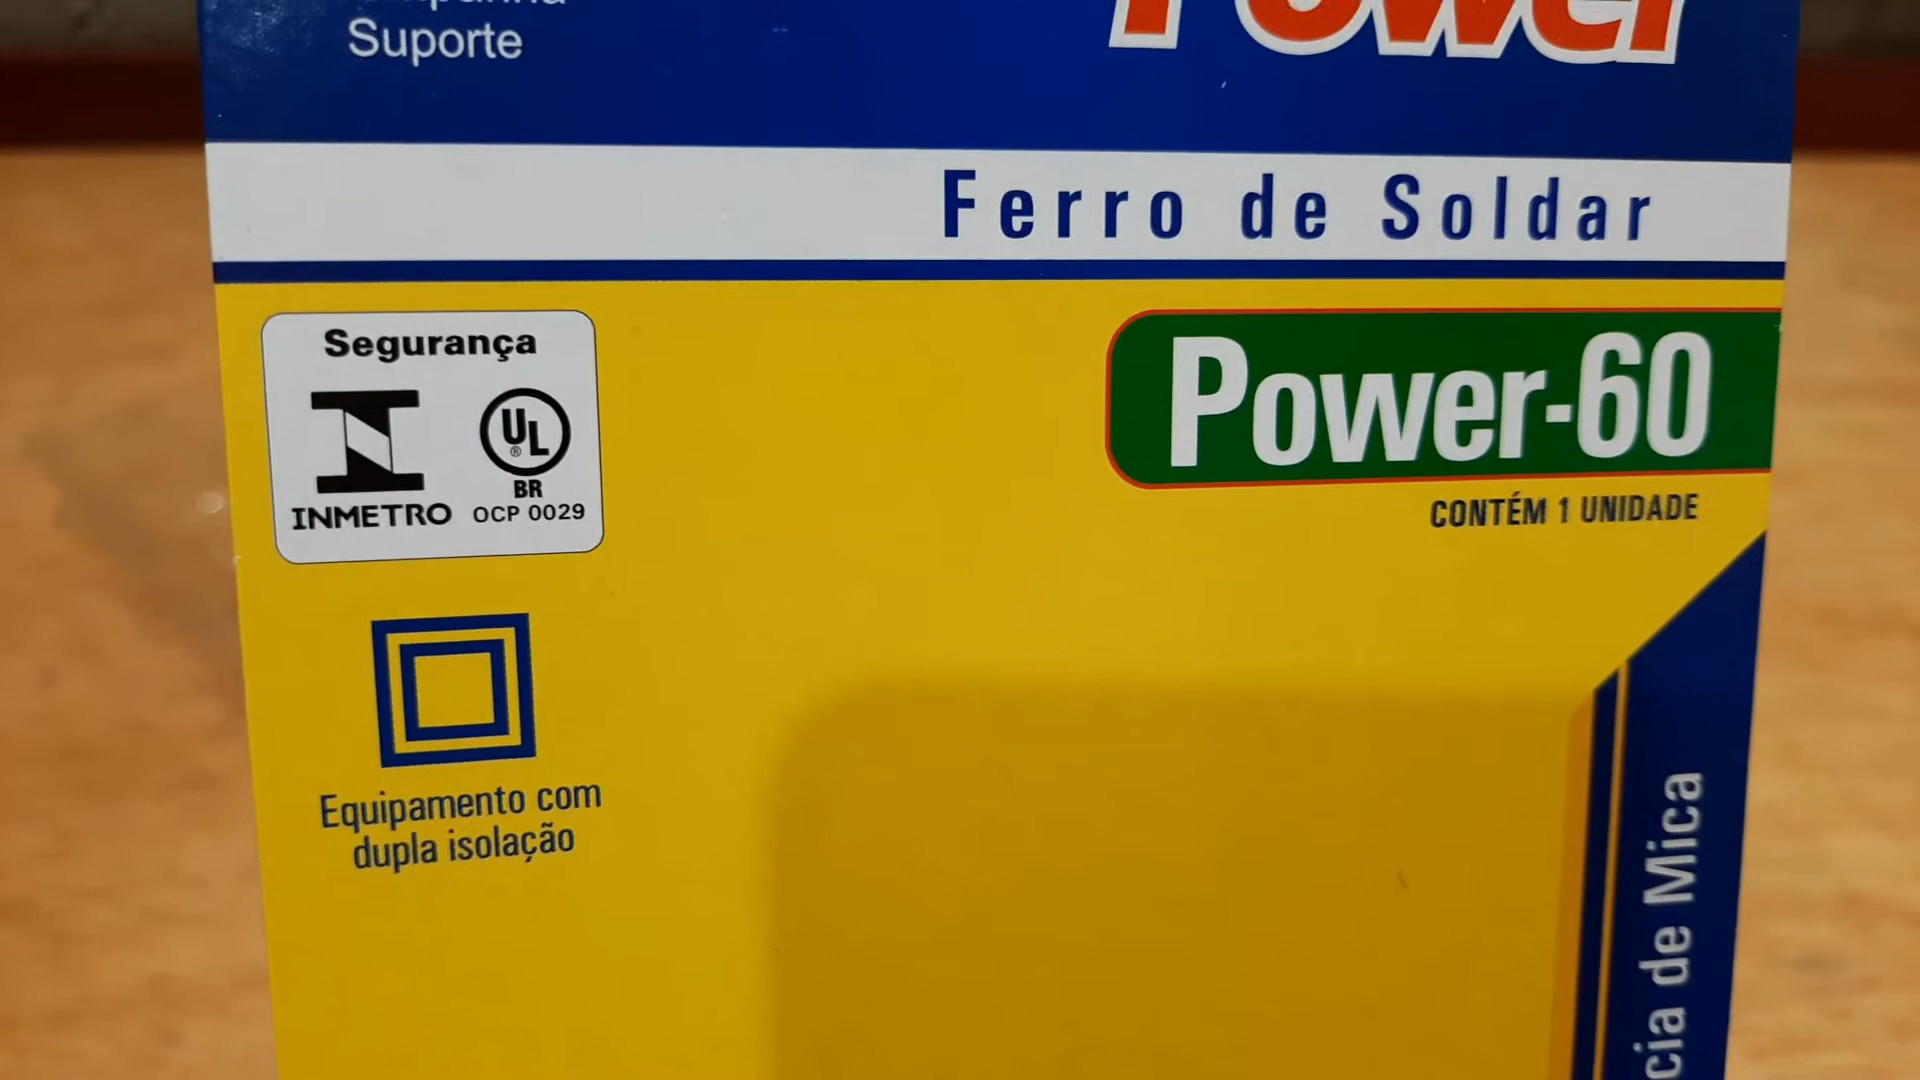 Suporte
Power
Ferro de Soldar
Segurança
INMETRO
UL
®
BR
OCP 0029
Power-60
CONTÉM 1 UNIDADE
Equipamento com
dupla isolação
cia de Mica